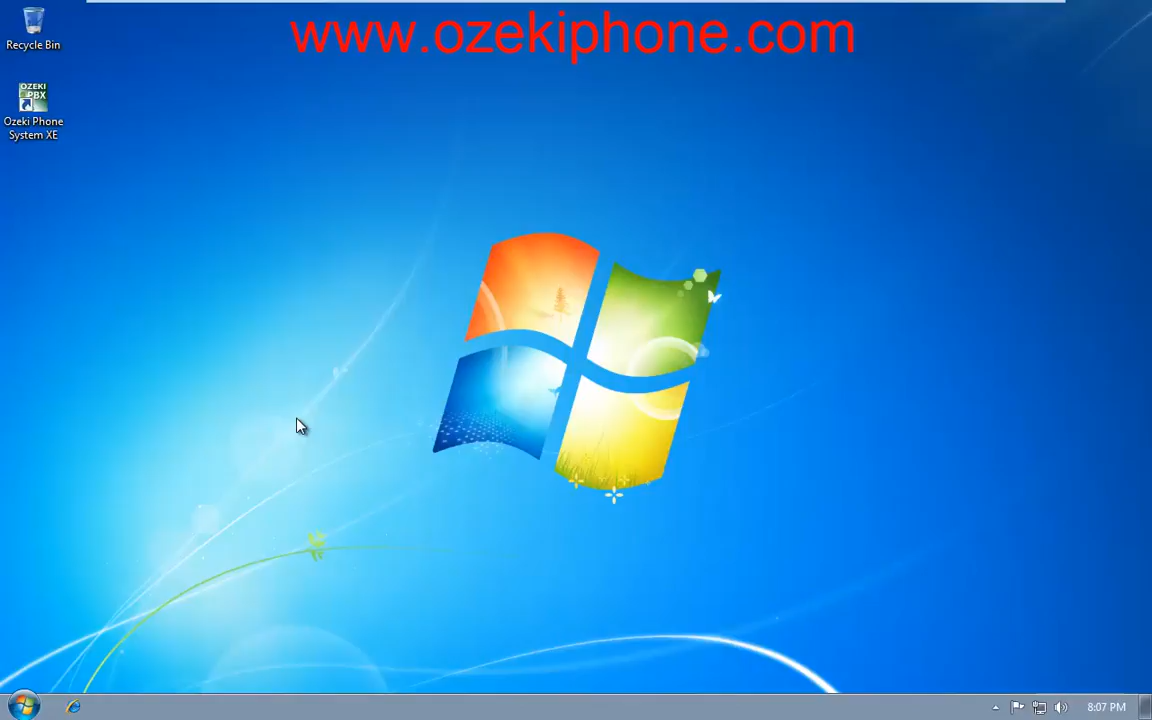 www.ozekiphone.com
Recycle Bin
OZEKI
PBX
Ozeki Phone
System XE
8:07 PM